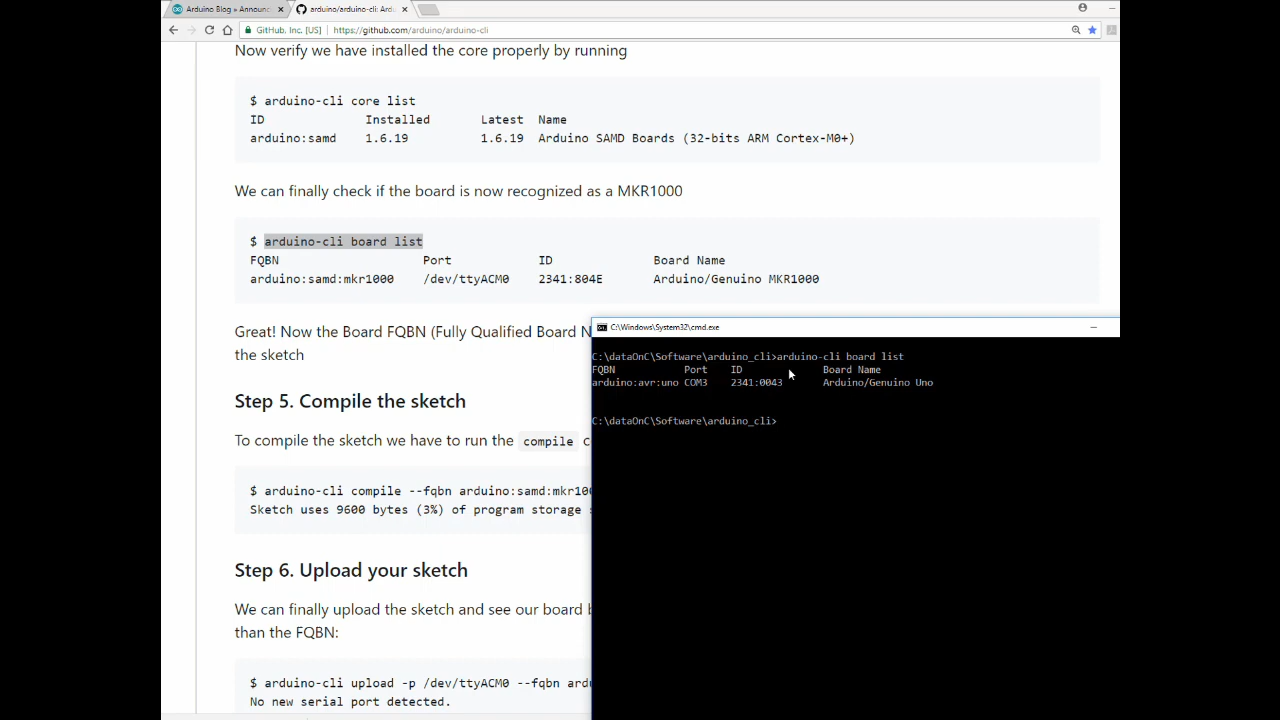 Arduino Blog » Announc
arduino/arduino-cli: Ard
GitHub, Inc. [US] https://github.com/arduino/arduino-cli
Now verify we have installed the core properly by running
$ arduino-cli core list
ID Installed Latest Name
arduino:samd 1.6.19 1.6.19 Arduino SAMD Boards (32-bits ARM Cortex-M0+)
We can finally check if the board is now recognized as a MKR1000
$ arduino-cli board list
FQBN Port ID Board Name
arduino:samd:mkr1000 /dev/ttyACM0 2341:804E Arduino/Genuino MKR1000
Great! Now the Board FQBN (Fully Qualified Board N
the sketch
Step 5. Compile the sketch
To compile the sketch we have to run the compile c
$ arduino-cli compile --fqbn arduino:samd:mkr10
Sketch uses 9600 bytes (3%) of program storage s
Step 6. Upload your sketch
We can finally upload the sketch and see our board b
than the FQBN:
$ arduino-cli upload -p /dev/ttyACM0 --fqbn ardu
No new serial port detected.
C:\Windows\System32\cmd.exe
C:\dataOnC\Software\arduino_cli>arduino-cli board list
FQBN Port ID Board Name
arduino:avr:uno COM3 2341:0043 Arduino/Genuino Uno
C:\dataOnC\Software\arduino_cli>